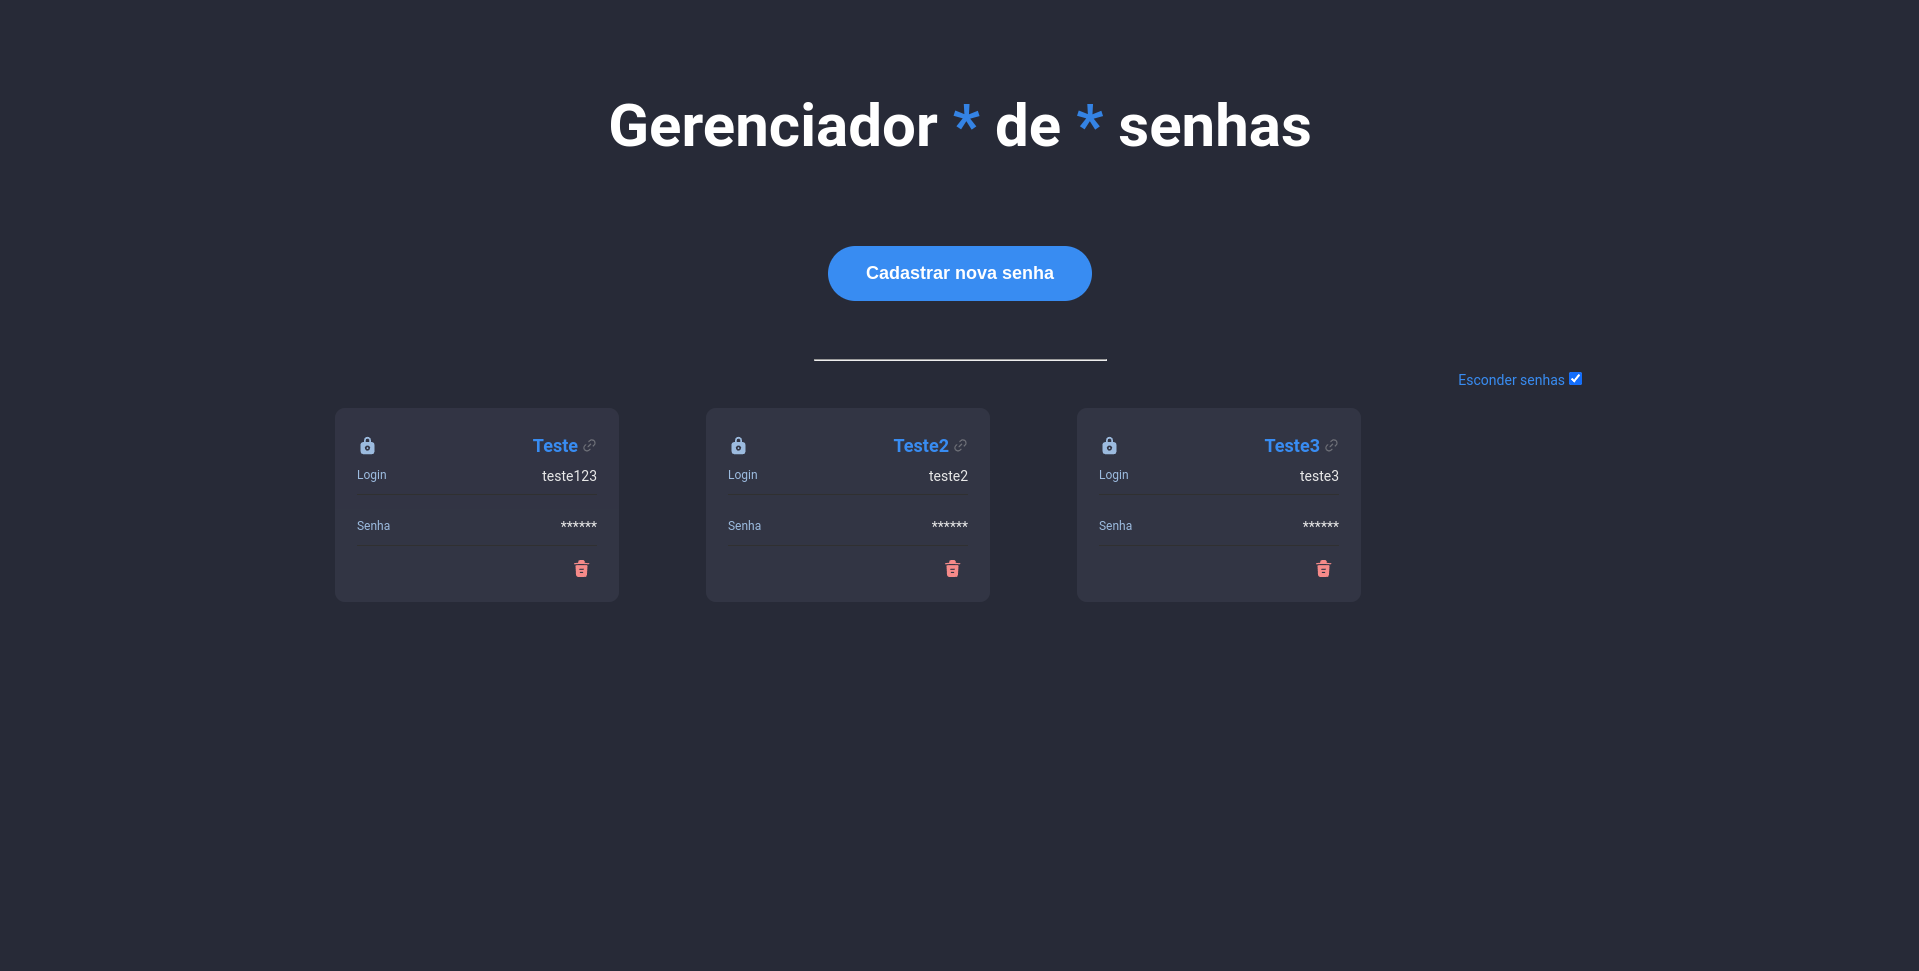 Gerenciador * de * senhas
Cadastrar nova senha
Esconder senhas
Teste
Login teste123
Senha ******
Teste2
Login teste2
Senha ******
Teste3
Login teste3
Senha ******